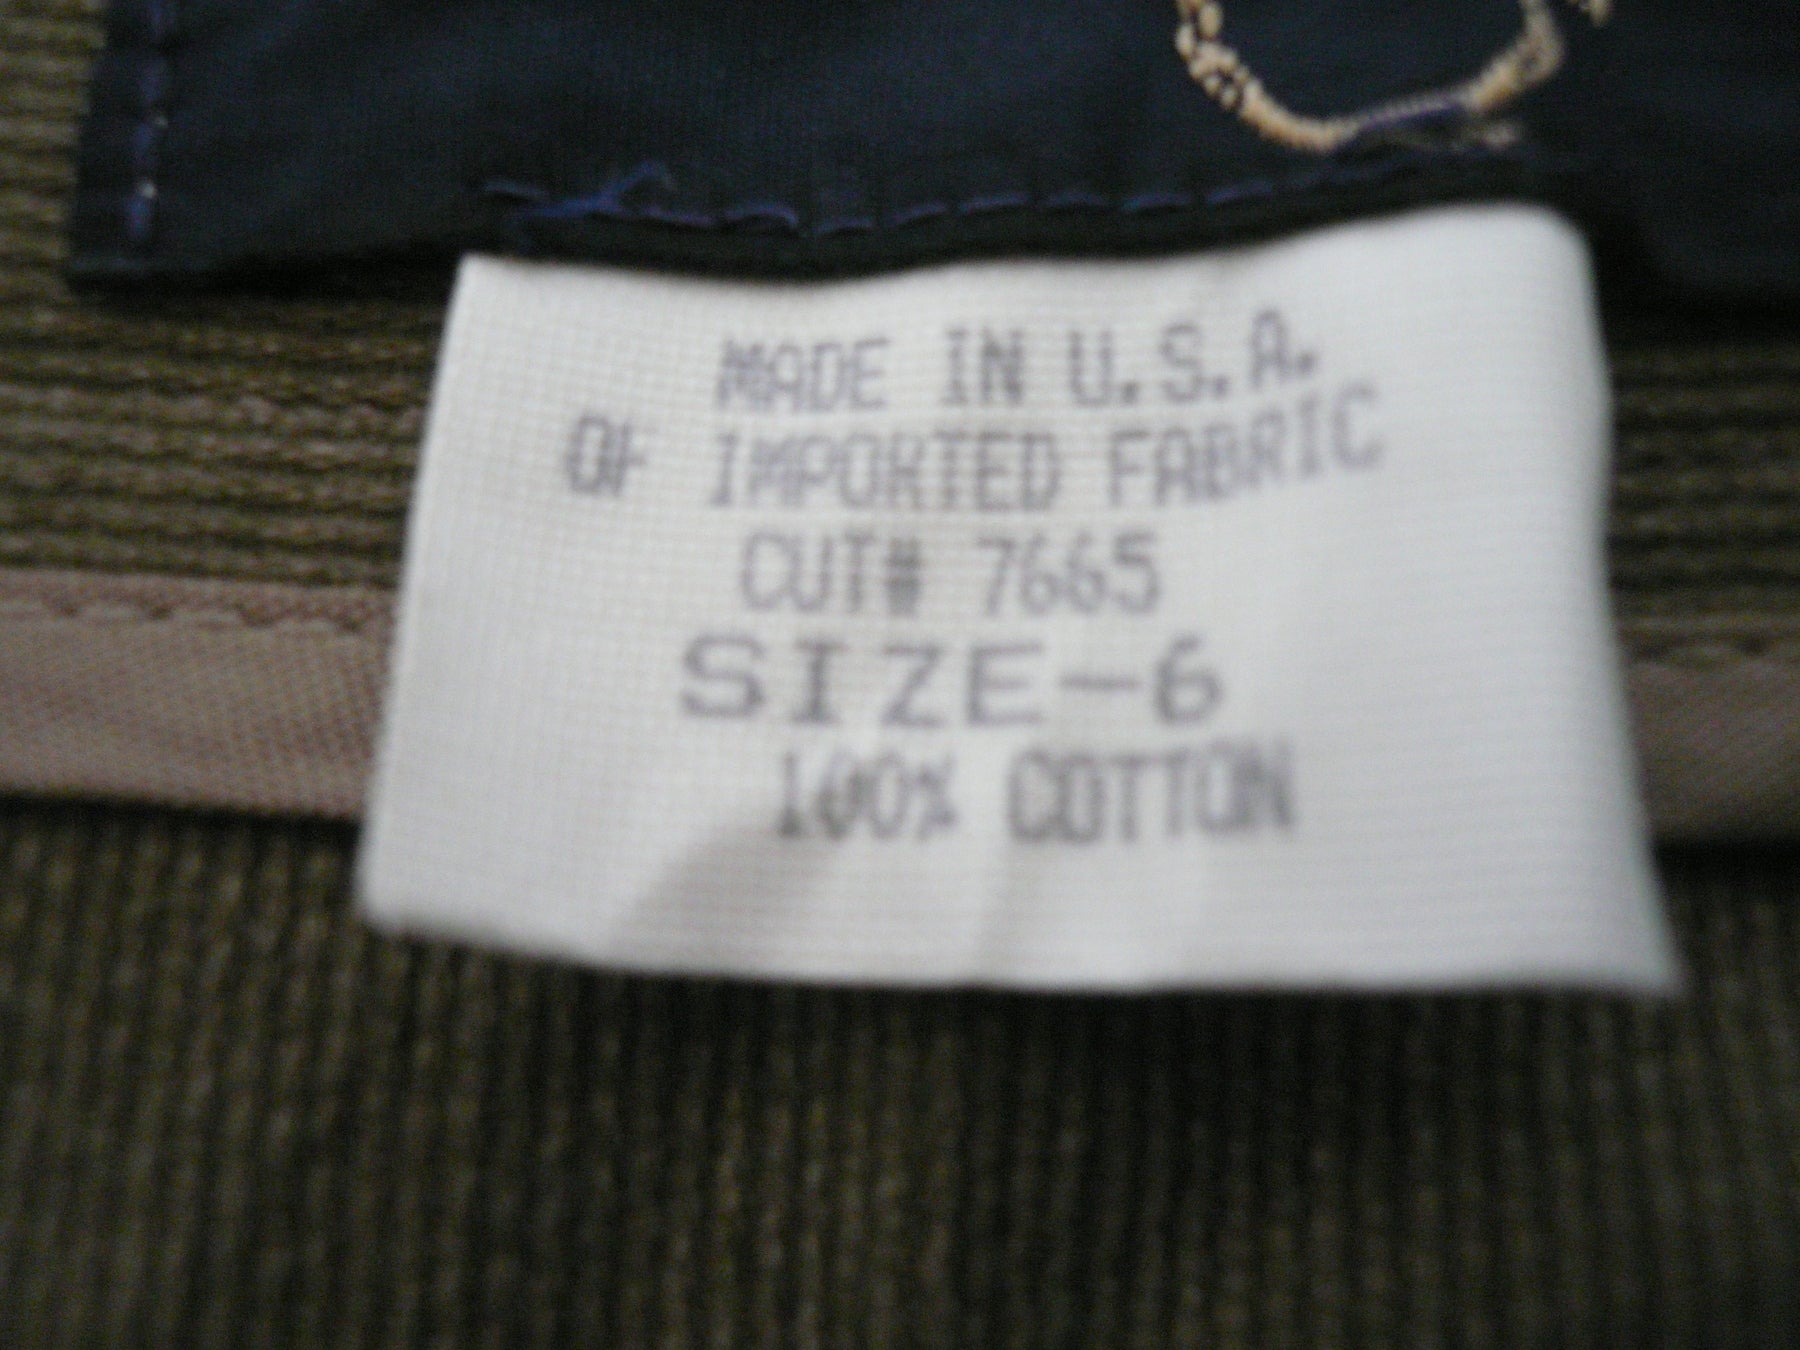 MADE IN U.S.A.
OF IMPORTED FABRIC
CUT# 7665
SIZE-6
100% COTTON